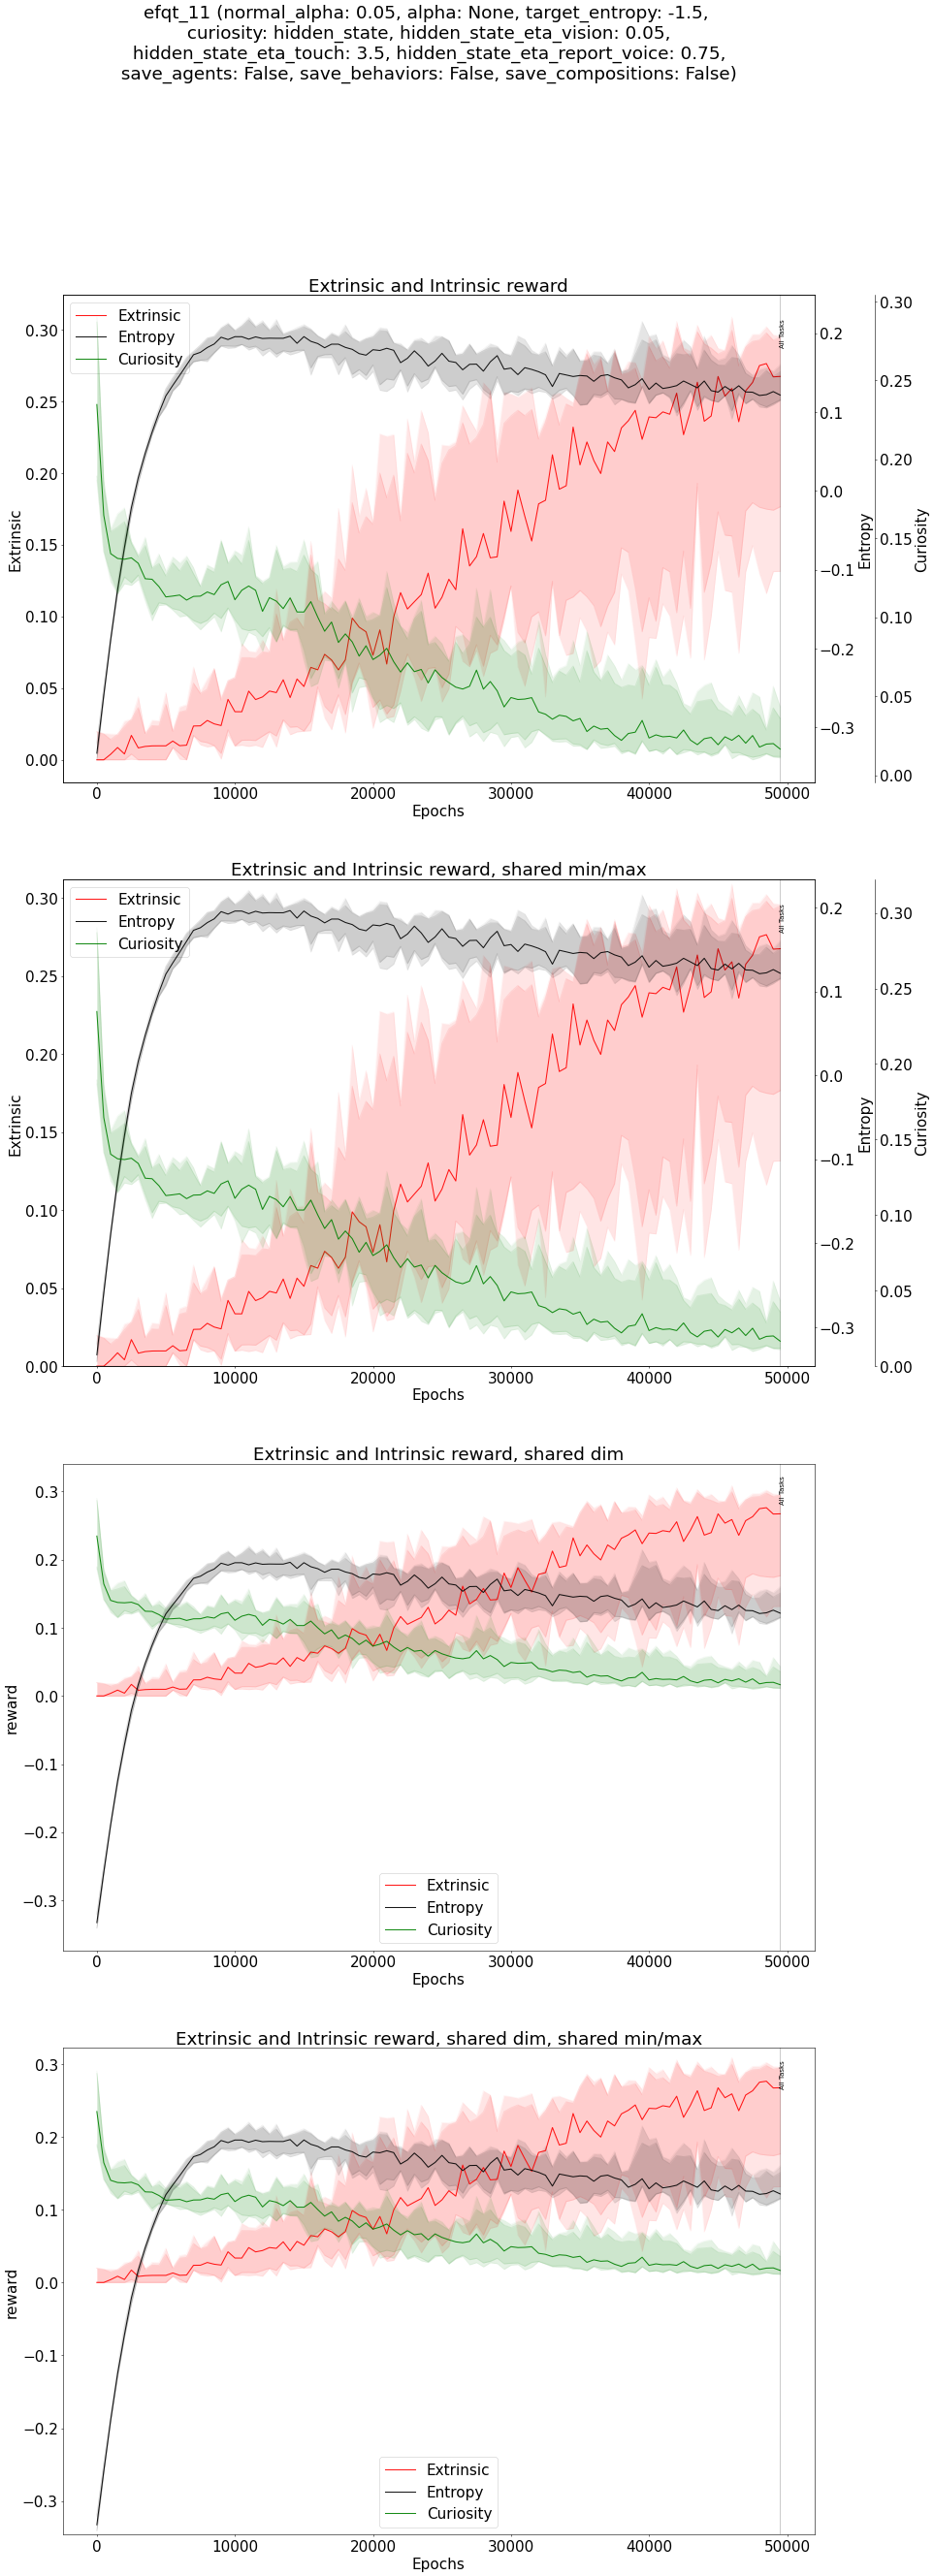 efqt_11 (normal_alpha: 0.05, alpha: None, target_entropy: -1.5,
curiosity: hidden_state, hidden_state_eta_vision: 0.05,
hidden_state_eta_touch: 3.5, hidden_state_eta_report_voice: 0.75,
save_agents: False, save_behaviors: False, save_compositions: False)
Extrinsic and Intrinsic reward
Extrinsic
Entropy
Curiosity
All Tasks
0.30
0.25
0.20
0.15
0.10
0.05
0.00
Extrinsic
0.2
0.1
0.0
−0.1
−0.2
−0.3
Entropy
0.30
0.25
0.20
0.15
0.10
0.05
0.00
Curiosity
0 10000 20000 30000 40000 50000
Epochs
Extrinsic and Intrinsic reward, shared min/max
Extrinsic
Entropy
Curiosity
All Tasks
0.30
0.25
0.20
0.15
0.10
0.05
0.00
Extrinsic
0.2
0.1
0.0
−0.1
−0.2
−0.3
Entropy
0.30
0.25
0.20
0.15
0.10
0.05
0.00
Curiosity
0 10000 20000 30000 40000 50000
Epochs
Extrinsic and Intrinsic reward, shared dim
All Tasks
0.3
0.2
0.1
0.0
−0.1
−0.2
−0.3
reward
Extrinsic
Entropy
Curiosity
0 10000 20000 30000 40000 50000
Epochs
Extrinsic and Intrinsic reward, shared dim, shared min/max
All Tasks
0.3
0.2
0.1
0.0
−0.1
−0.2
−0.3
reward
Extrinsic
Entropy
Curiosity
0 10000 20000 30000 40000 50000
Epochs